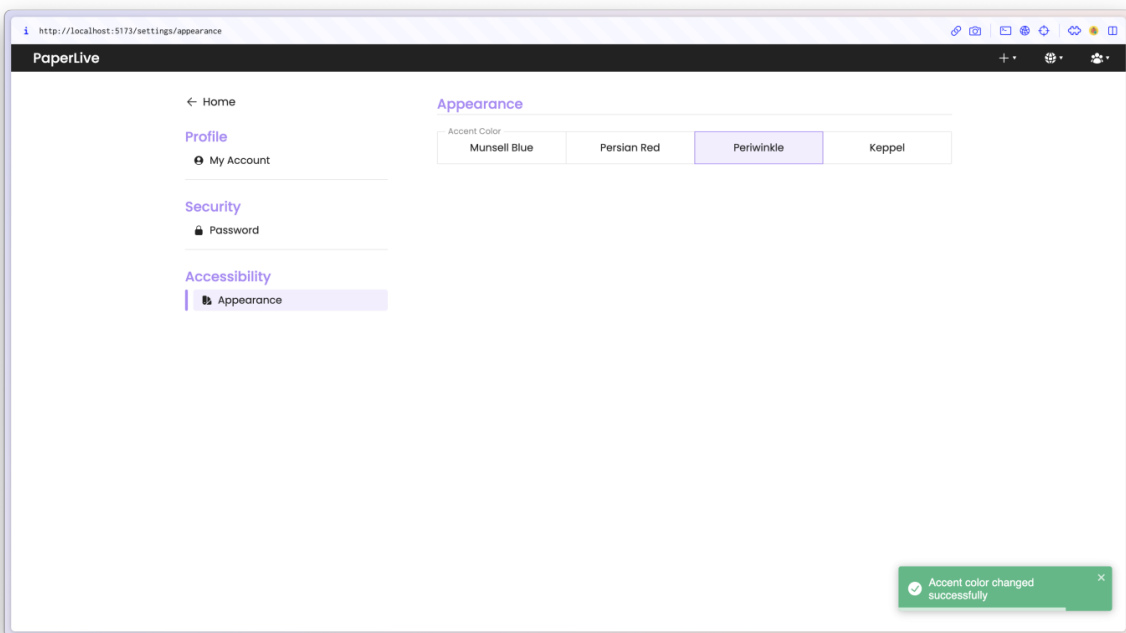 http://localhost:5173/settings/appearance
PaperLive
Home
Profile
My Account
Security
Password
Accessibility
Appearance
Appearance
Accent Color
Munsell Blue
Persian Red
Periwinkle
Keppel
Accent color changed
successfully